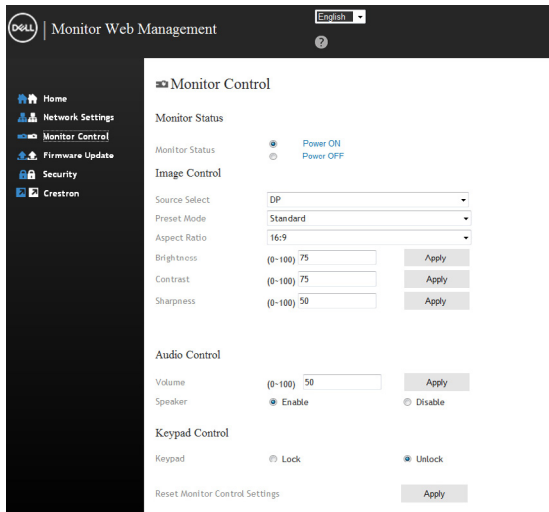 DELL | Monitor Web Management
English
?
Home
Network Settings
Monitor Control
Firmware Update
Security
Crestron
Monitor Control
Monitor Status
Monitor Status
Power ON
Power OFF
Image Control
Source Select DP
Preset Mode Standard
Aspect Ratio 16:9
Brightness (0~100) 75 Apply
Contrast (0~100) 75 Apply
Sharpness (0~100) 50 Apply
Audio Control
Volume (0~100) 50 Apply
Speaker Enable Disable
Keypad Control
Keypad Lock Unlock
Reset Monitor Control Settings Apply